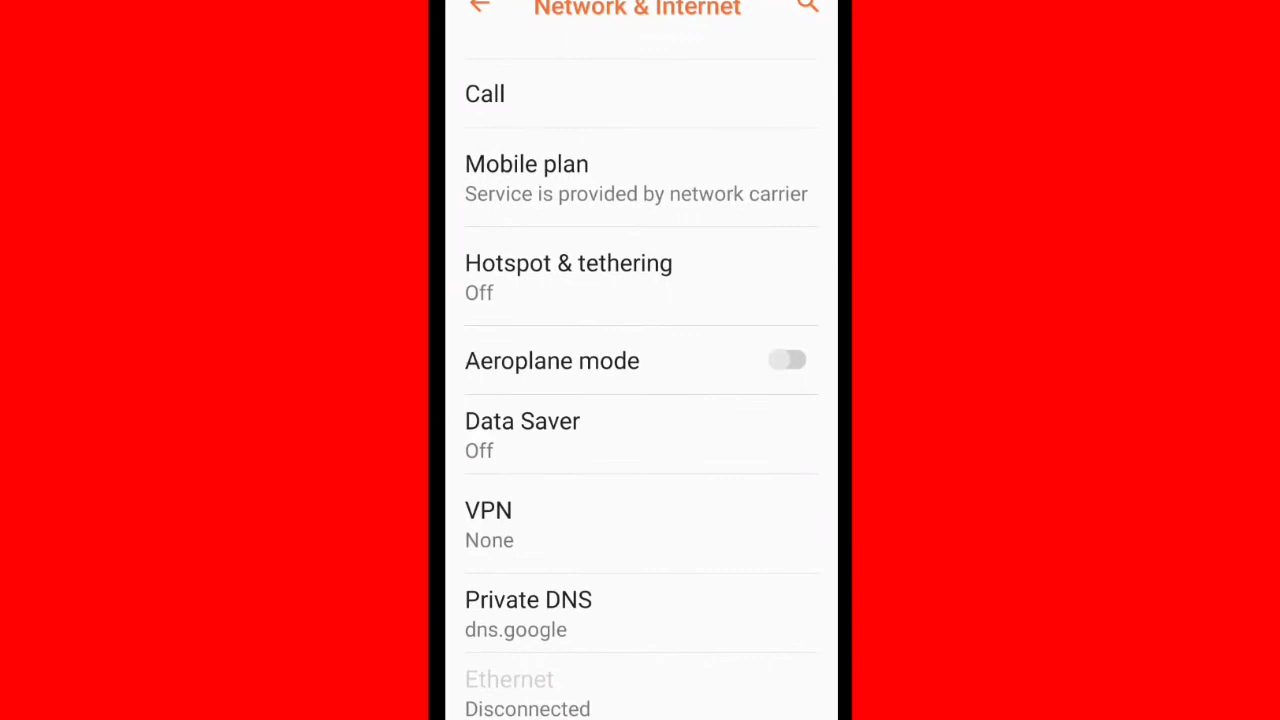 Network & Internet
Call
Mobile plan
Service is provided by network carrier
Hotspot & tethering
Off
Aeroplane mode
Data Saver
Off
VPN
None
Private DNS
dns.google
Ethernet
Disconnected